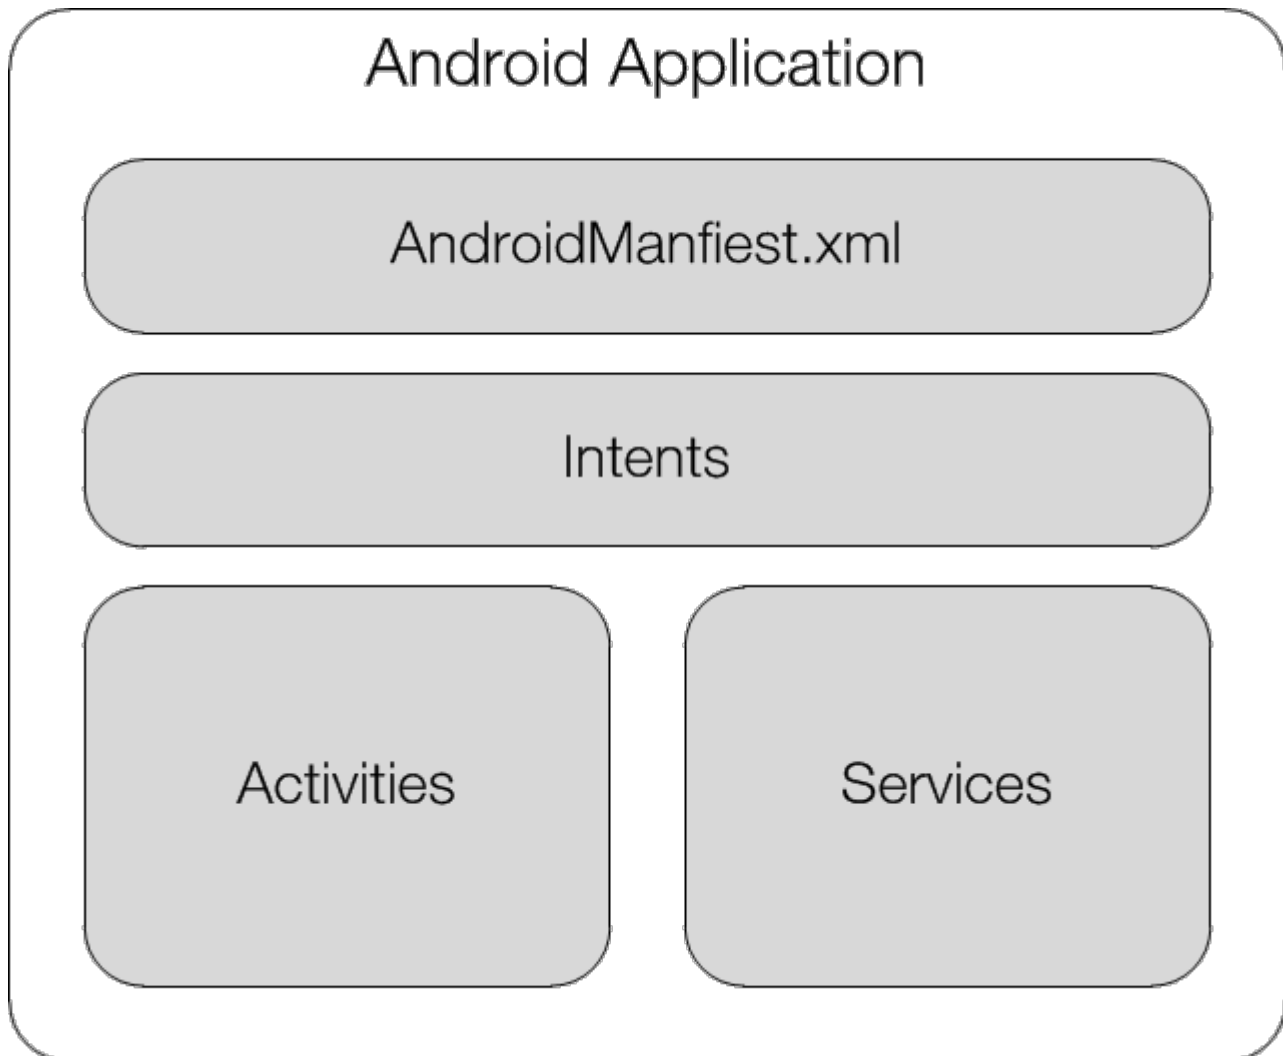 Android Application
AndroidManfiest.xml
Intents
Activities
Services